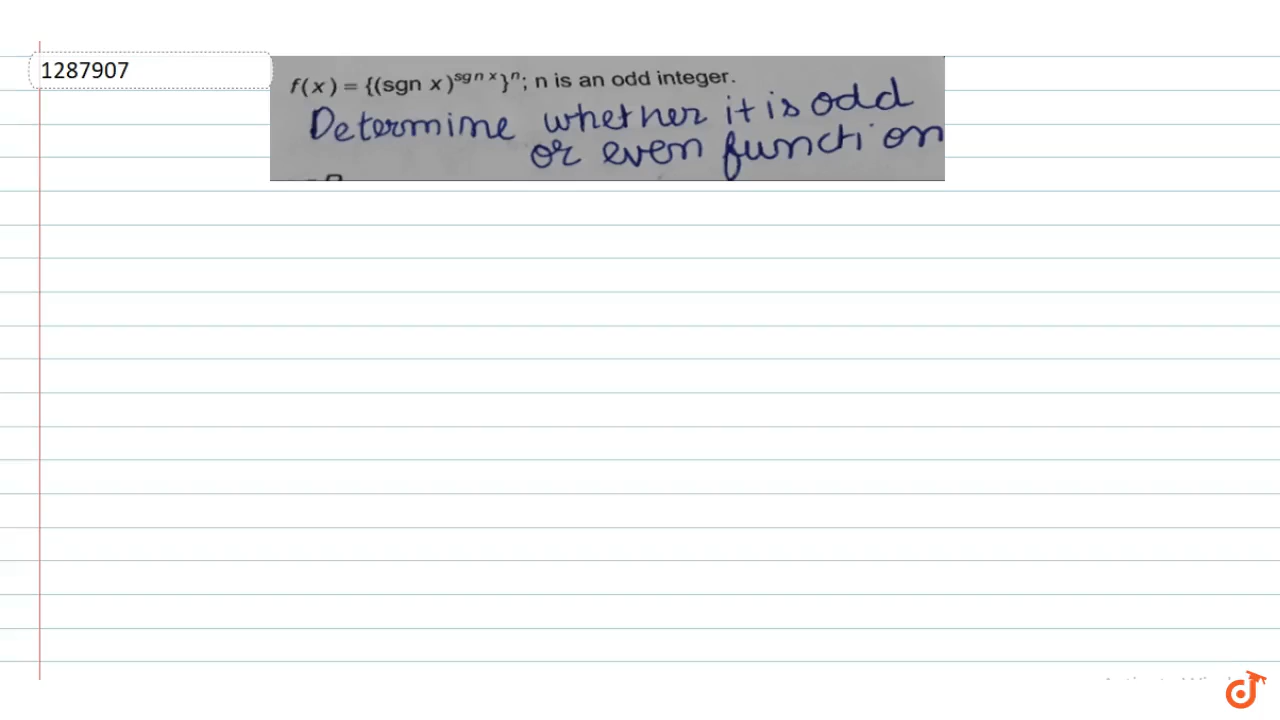 1287907
f(x) = {(sgn x)^sgn x}^n; n is an odd integer.
Determine whether it is odd
or even function